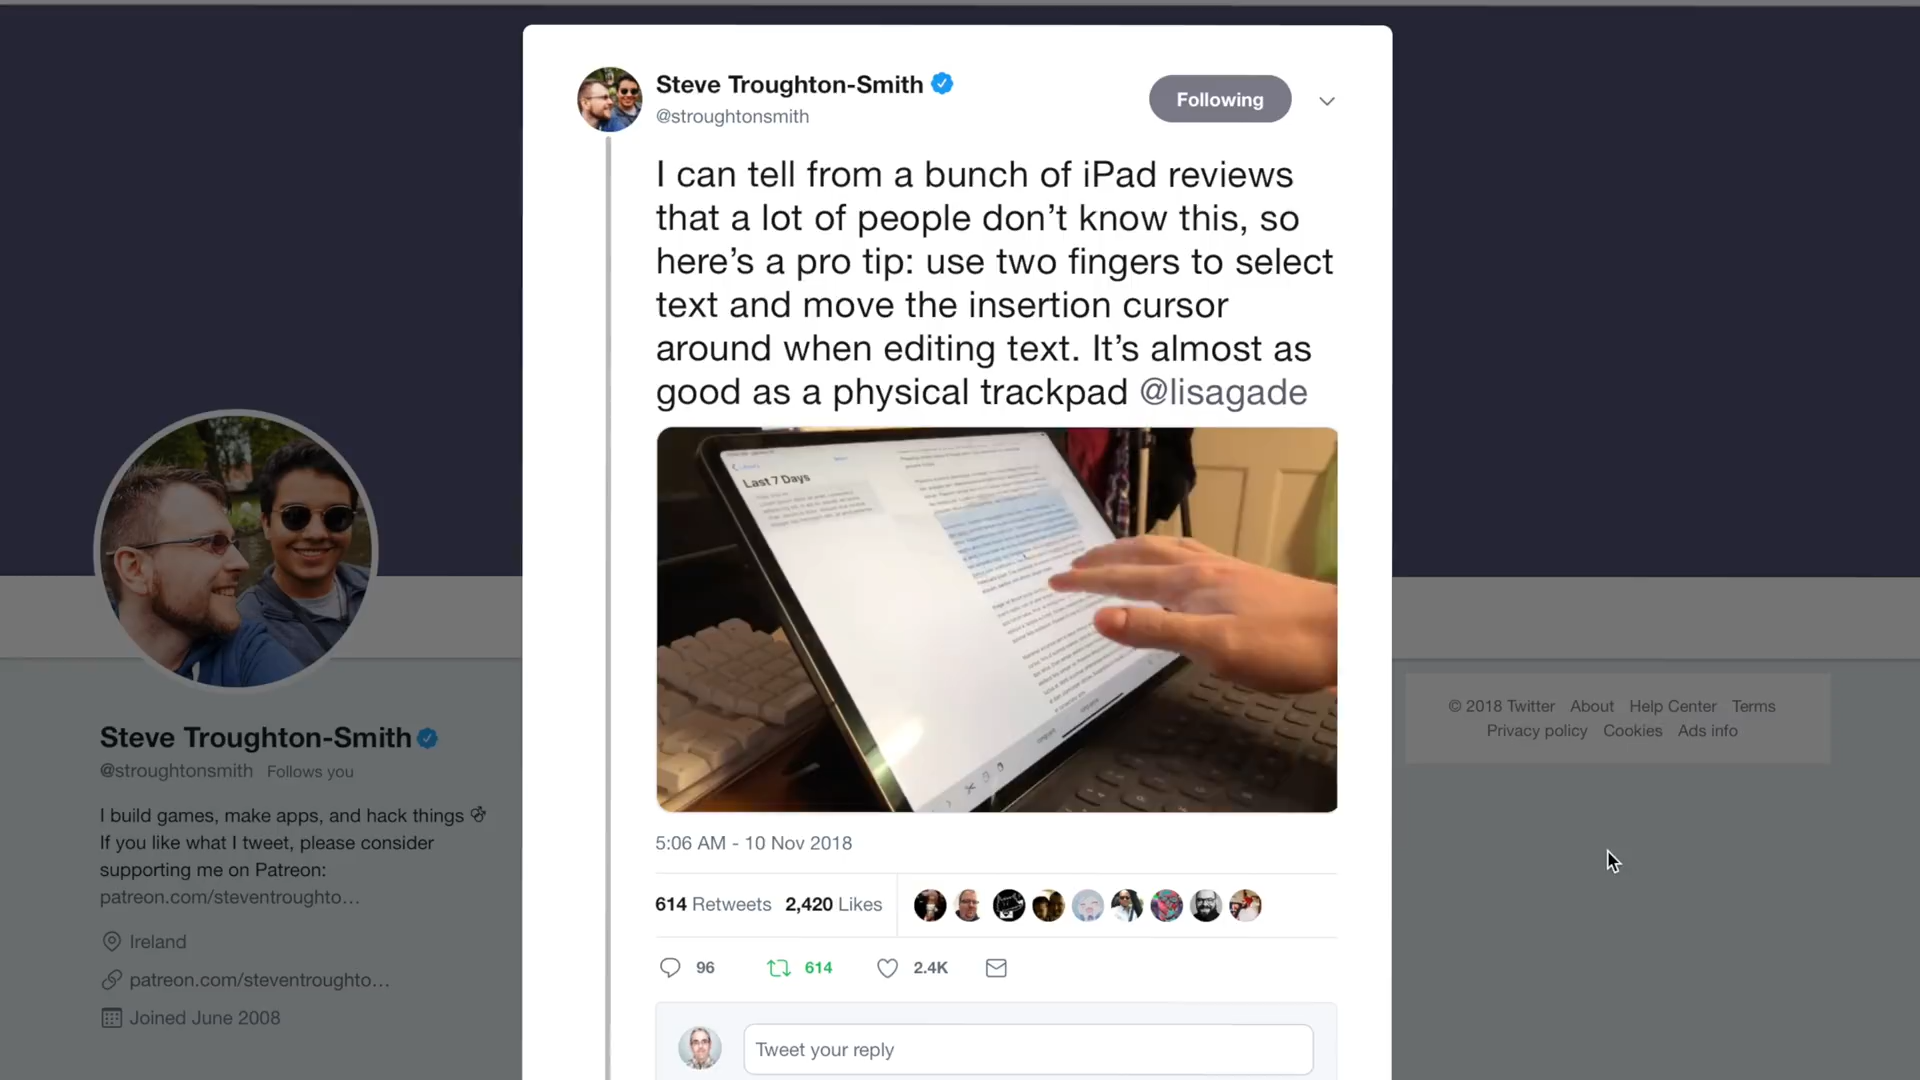 Steve Troughton-Smith
@stroughtonsmith
Following
I can tell from a bunch of iPad reviews
that a lot of people don’t know this, so
here’s a pro tip: use two fingers to select
text and move the insertion cursor
around when editing text. It’s almost as
good as a physical trackpad @lisagade
Last 7 Days
5:06 AM - 10 Nov 2018
614 Retweets 2,420 Likes
96 614 2.4K
Tweet your reply
Steve Troughton-Smith
@stroughtonsmith Follows you
I build games, make apps, and hack things
If you like what I tweet, please consider
supporting me on Patreon:
patreon.com/steventroughto…
Ireland
patreon.com/steventroughto…
Joined June 2008
© 2018 Twitter About Help Center Terms
Privacy policy Cookies Ads info